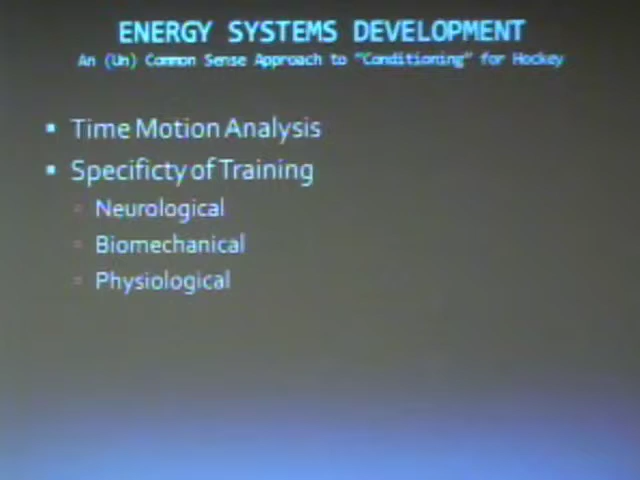 ENERGY SYSTEMS DEVELOPMENT
An (Un) Common Sense Approach to "Conditioning" for Hockey
Time Motion Analysis
Specificty of Training
Neurological
Biomechanical
Physiological